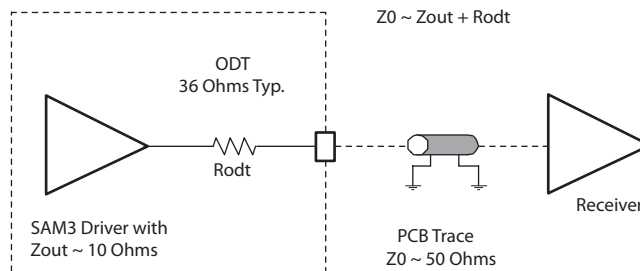 Z0 ~ Zout + Rodt
ODT
36 Ohms Typ.
Rodt
Receiver
SAM3 Driver with
Zout ~ 10 Ohms
PCB Trace
Z0 ~ 50 Ohms